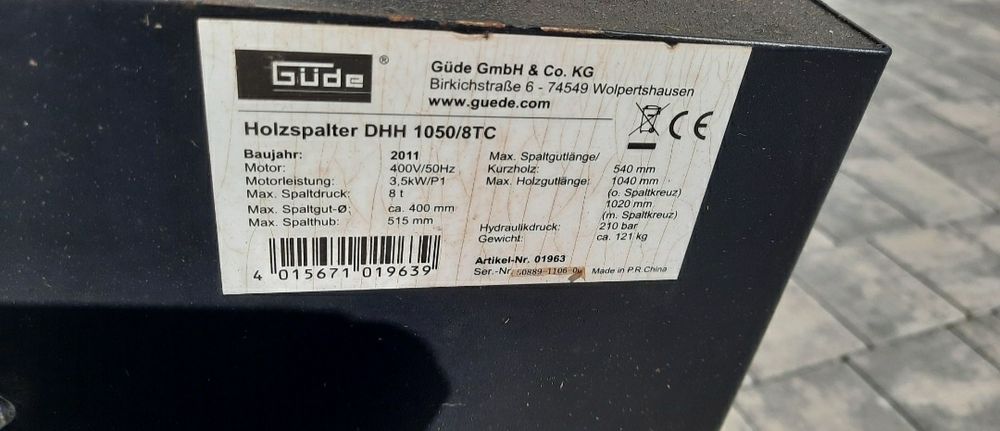 Güde ®
Güde GmbH & Co. KG
Birkichstraße 6 - 74549 Wolpertshausen
www.guede.com
CE
Holzspalter DHH 1050/8TC
Baujahr: 2011
Motor: 400V/50Hz
Motorleistung: 3,5kW/P1
Max. Spaltdruck: 8 t
Max. Spaltgut-Ø: ca. 400 mm
Max. Spalthub: 515 mm
Max. Spaltgutlänge/
Kurzholz: 540 mm
Max. Holzgutlänge: 1040 mm
(o. Spaltkreuz)
1020 mm
(m. Spaltkreuz)
Hydraulikdruck: 210 bar
Gewicht: ca. 121 kg
4 015671 019639
Artikel-Nr. 01963
Ser.-Nr. Made in P.R.China